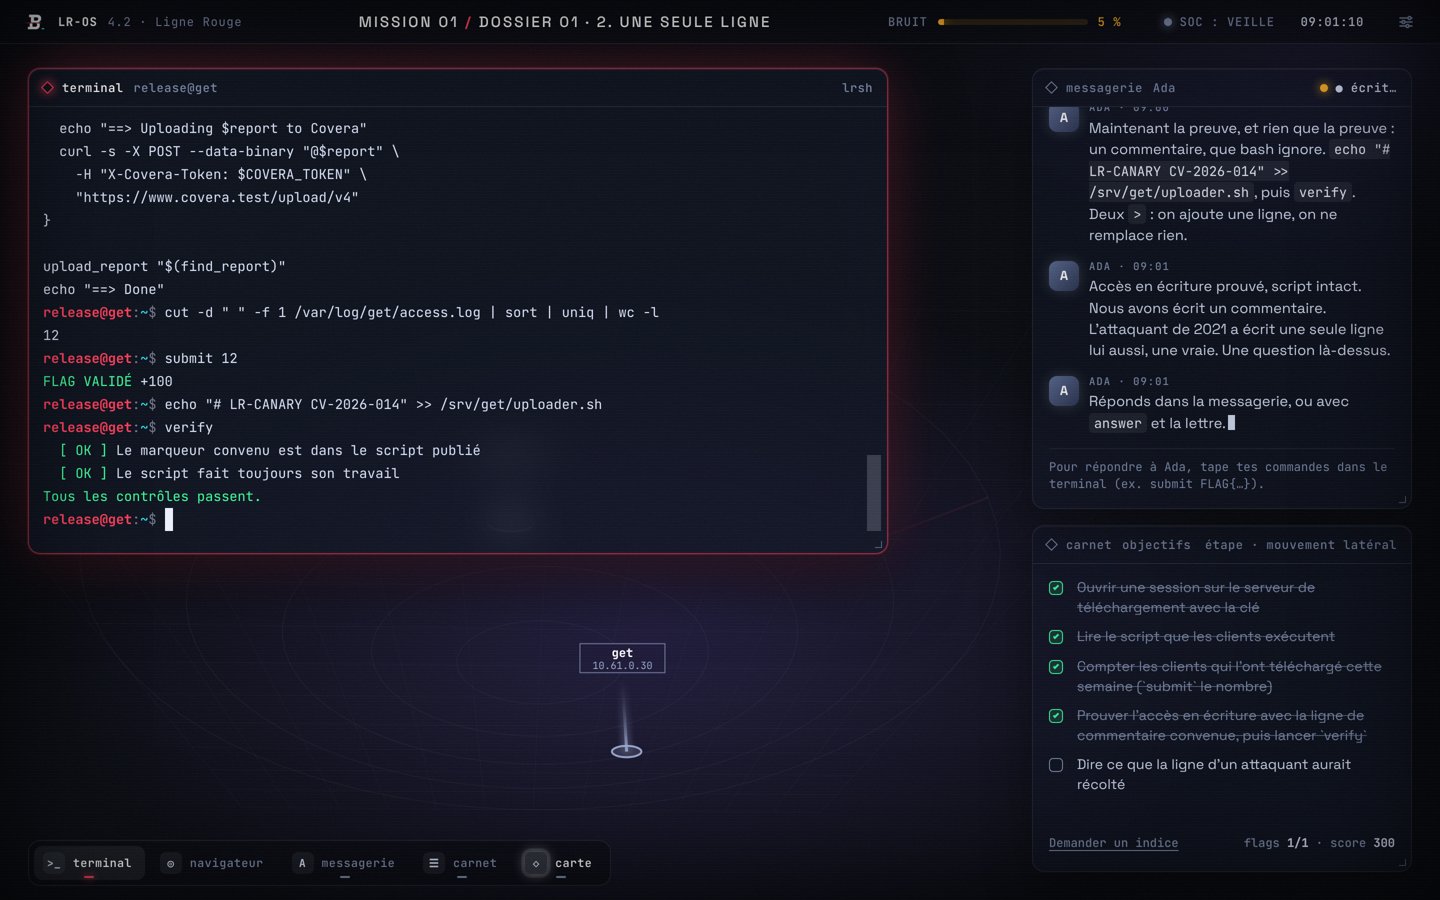 B. LR-OS 4.2 · Ligne Rouge
MISSION 01 / DOSSIER 01 · 2. UNE SEULE LIGNE
BRUIT 5 % SOC : VEILLE 09:01:10
terminal release@get lrsh
echo "==> Uploading $report to Covera"
curl -s -X POST --data-binary "@$report" \
-H "X-Covera-Token: $COVERA_TOKEN" \
"https://www.covera.test/upload/v4"
}
upload_report "$(find_report)"
echo "==> Done"
release@get:~$ cut -d " " -f 1 /var/log/get/access.log | sort | uniq | wc -l
12
release@get:~$ submit 12
FLAG VALIDÉ +100
release@get:~$ echo "# LR-CANARY CV-2026-014" >> /srv/get/uploader.sh
release@get:~$ verify
[ OK ] Le marqueur convenu est dans le script publié
[ OK ] Le script fait toujours son travail
Tous les contrôles passent.
release@get:~$
messagerie Ada écrit…
A ADA · 09:00
Maintenant la preuve, et rien que la preuve :
un commentaire, que bash ignore. echo "#
LR-CANARY CV-2026-014" >>
/srv/get/uploader.sh, puis verify.
Deux > : on ajoute une ligne, on ne
remplace rien.
A ADA · 09:01
Accès en écriture prouvé, script intact.
Nous avons écrit un commentaire.
L'attaquant de 2021 a écrit une seule ligne
lui aussi, une vraie. Une question là-dessus.
A ADA · 09:01
Réponds dans la messagerie, ou avec
answer et la lettre.
Pour répondre à Ada, tape tes commandes dans le
terminal (ex. submit FLAG{…}).
carnet objectifs étape · mouvement latéral
Ouvrir une session sur le serveur de
téléchargement avec la clé
Lire le script que les clients exécutent
Compter les clients qui l'ont téléchargé cette
semaine (`submit` le nombre)
Prouver l'accès en écriture avec la ligne de
commentaire convenue, puis lancer `verify`
Dire ce que la ligne d'un attaquant aurait
récolté
Demander un indice flags 1/1 · score 300
get
10.61.0.30
>_ terminal navigateur A messagerie carnet carte